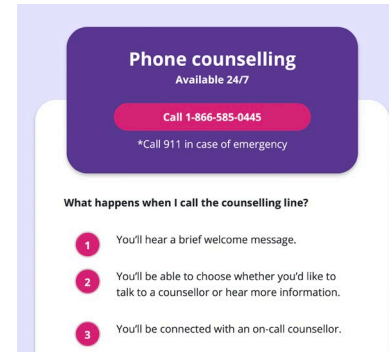 Phone counselling
Available 24/7
Call 1-866-585-0445
*Call 911 in case of emergency
What happens when I call the counselling line?
1 You'll hear a brief welcome message.
2 You'll be able to choose whether you'd like to
talk to a counsellor or hear more information.
3 You'll be connected with an on-call counsellor.